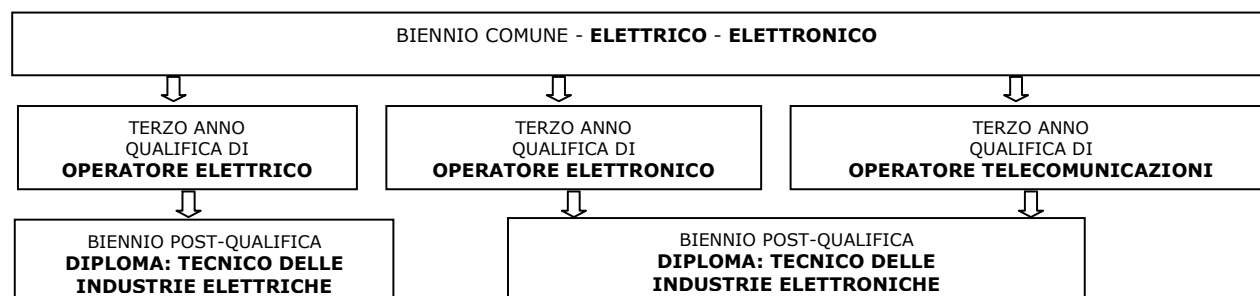 BIENNIO COMUNE - ELETTRICO - ELETTRONICO
TERZO ANNO
QUALIFICA DI
OPERATORE ELETTRICO
TERZO ANNO
QUALIFICA DI
OPERATORE ELETTRONICO
TERZO ANNO
QUALIFICA DI
OPERATORE TELECOMUNICAZIONI
BIENNIO POST-QUALIFICA
DIPLOMA: TECNICO DELLE
INDUSTRIE ELETTRICHE
BIENNIO POST-QUALIFICA
DIPLOMA: TECNICO DELLE
INDUSTRIE ELETTRONICHE